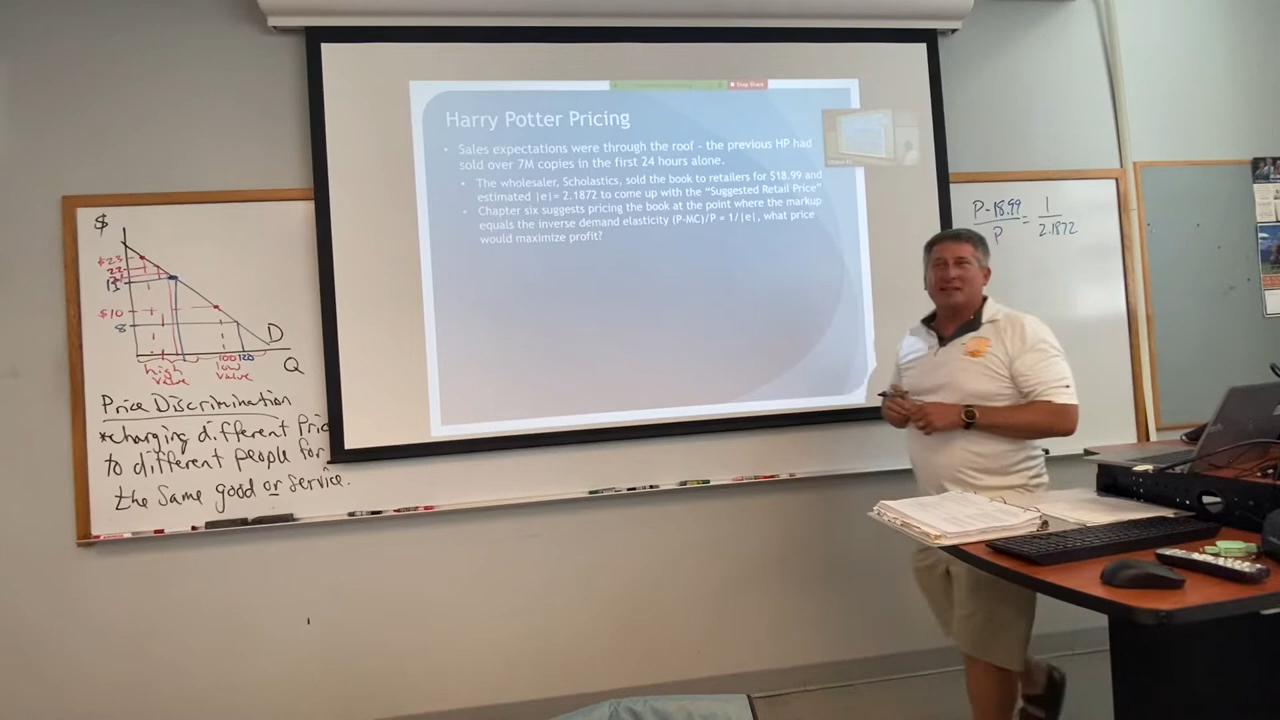 Stop Share
Harry Potter Pricing
Sales expectations were through the roof - the previous HP had
sold over 7M copies in the first 24 hours alone.
The wholesaler, Scholastics, sold the book to retailers for $18.99 and
estimated |e|= 2.1872 to come up with the "Suggested Retail Price"
Chapter six suggests pricing the book at the point where the markup
equals the inverse demand elasticity (P-MC)/P = 1/|e|, what price
would maximize profit?
$
$23
22
$10
8
D
100 120
Q
high
value
low
value
Price Discrimination
*charging different Pric
to different people for
the same good or service.
P-18.99
P
=
1
2.1872